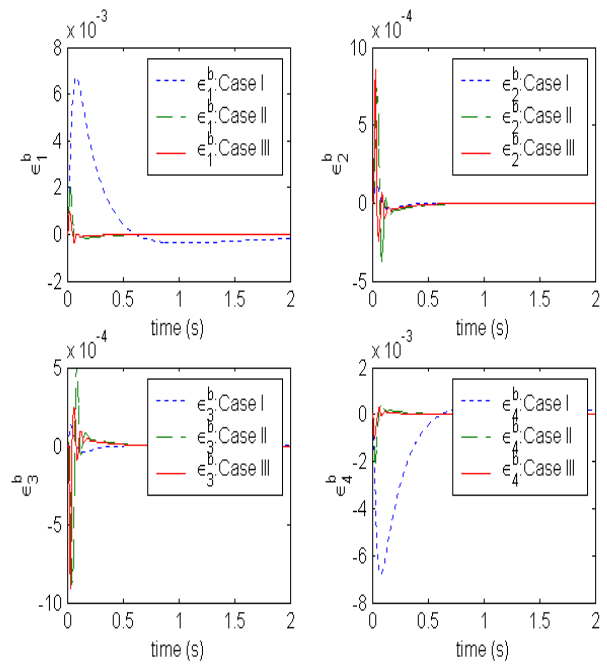 x 10⁻³
8
6
4
2
0
-2
ϵ₁ᵇ
0 0.5 1 1.5 2
time (s)
ϵ₁ᵇ:Case I
ϵ₁ᵇ:Case II
ϵ₁ᵇ:Case III
x 10⁻⁴
10
5
0
-5
ϵ₂ᵇ
0 0.5 1 1.5 2
time (s)
ϵ₂ᵇ:Case I
ϵ₂ᵇ:Case II
ϵ₂ᵇ:Case III
x 10⁻⁴
5
0
-5
-10
ϵ₃ᵇ
0 0.5 1 1.5 2
time (s)
ϵ₃ᵇ:Case I
ϵ₃ᵇ:Case II
ϵ₃ᵇ:Case III
x 10⁻³
2
0
-2
-4
-6
-8
ϵ₄ᵇ
0 0.5 1 1.5 2
time (s)
ϵ₄ᵇ:Case I
ϵ₄ᵇ:Case II
ϵ₄ᵇ:Case III